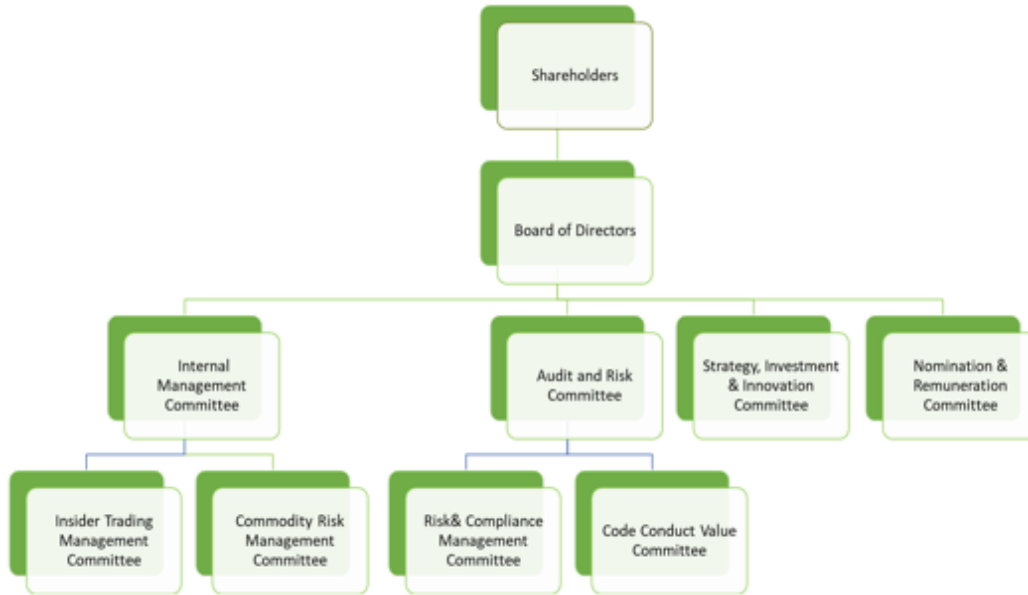 Shareholders
Board of Directors
Internal
Management
Committee
Audit and Risk
Committee
Strategy, Investment
& Innovation
Committee
Nomination &
Remuneration
Committee
Insider Trading
Management
Committee
Commodity Risk
Management
Committee
Risk& Compliance
Management
Committee
Code Conduct Value
Committee